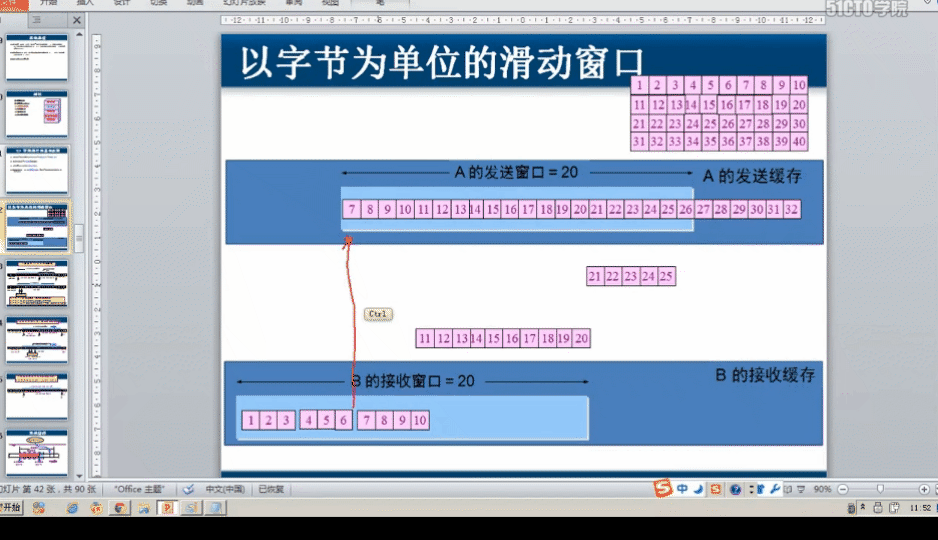 51CTO学院
开始 插入 设计 切换 动画 幻灯片放映 审阅 视图
以字节为单位的滑动窗口
1 2 3 4 5 6 7 8 9 10
11 12 13 14 15 16 17 18 19 20
21 22 23 24 25 26 27 28 29 30
31 32 33 34 35 36 37 38 39 40
A 的发送窗口 = 20
A 的发送缓存
7 8 9 10 11 12 13 14 15 16 17 18 19 20 21 22 23 24 25 26 27 28 29 30 31 32
21 22 23 24 25
Ctrl
11 12 13 14 15 16 17 18 19 20
B 的接收窗口 = 20
B 的接收缓存
1 2 3 4 5 6 7 8 9 10
幻灯片 第 42 张，共 90 张 "Office 主题" 中文(中国) 已恢复
中
90%
开始
11:52